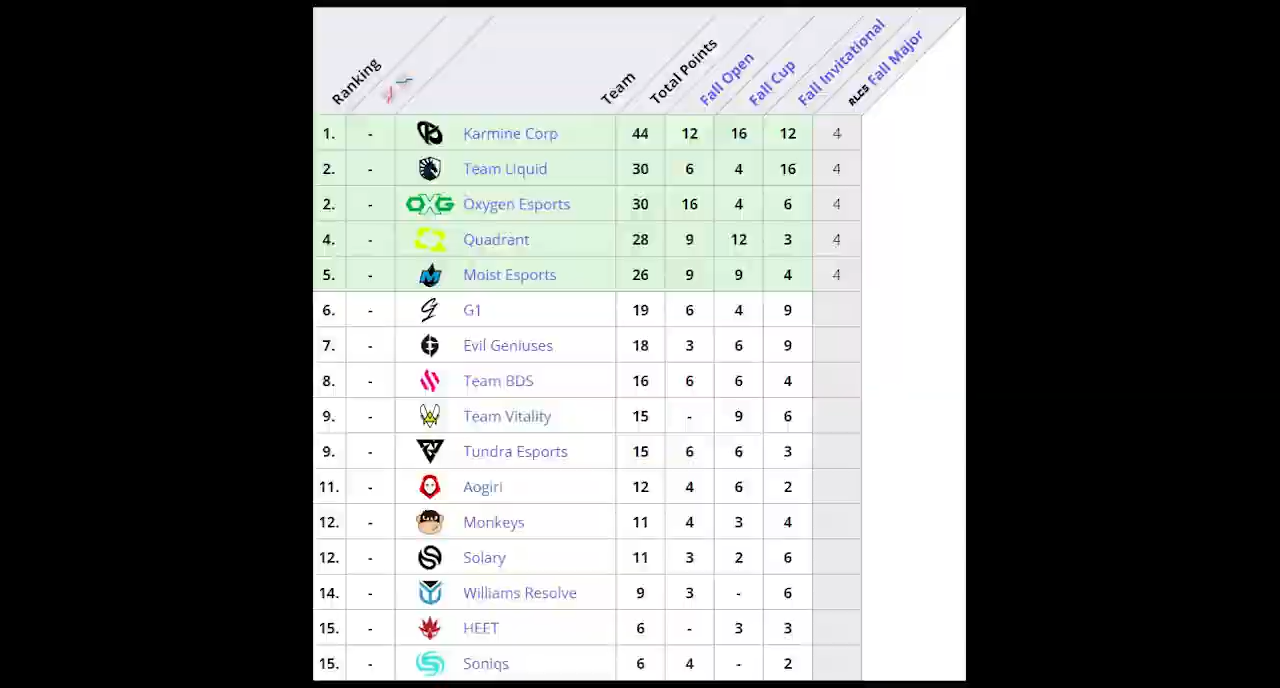 Ranking Team Total Points Fall Open Fall Cup Fall Invitational RLCS Fall Major
1. - Karmine Corp 44 12 16 12 4
2. - Team Liquid 30 6 4 16 4
2. - OXG Oxygen Esports 30 16 4 6 4
4. - Quadrant 28 9 12 3 4
5. - Moist Esports 26 9 9 4 4
6. - G1 19 6 4 9
7. - Evil Geniuses 18 3 6 9
8. - Team BDS 16 6 6 4
9. - Team Vitality 15 - 9 6
9. - Tundra Esports 15 6 6 3
11. - Aogiri 12 4 6 2
12. - Monkeys 11 4 3 4
12. - Solary 11 3 2 6
14. - Williams Resolve 9 3 - 6
15. - HEET 6 - 3 3
15. - Soniqs 6 4 - 2